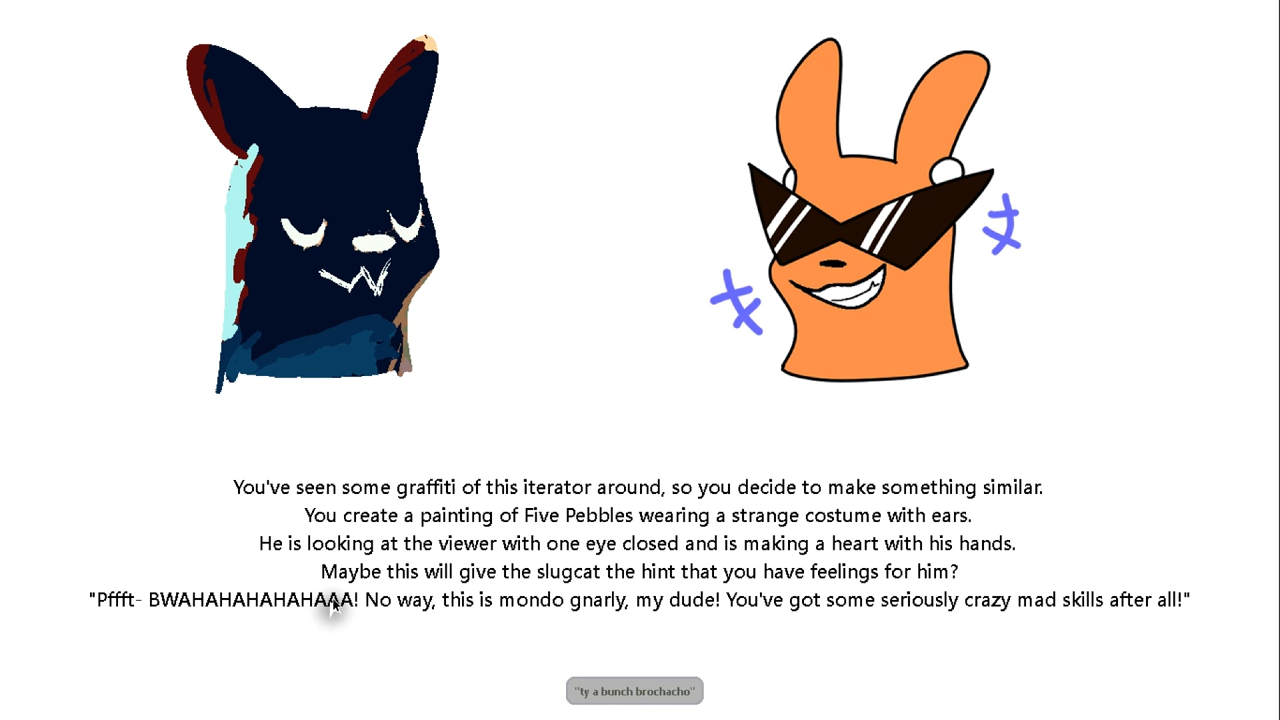 You've seen some graffiti of this iterator around, so you decide to make something similar.
You create a painting of Five Pebbles wearing a strange costume with ears.
He is looking at the viewer with one eye closed and is making a heart with his hands.
Maybe this will give the slugcat the hint that you have feelings for him?
"Pffft- BWAHAHAHAHAHAAA! No way, this is mondo gnarly, my dude! You've got some seriously crazy mad skills after all!"
"ty a bunch brochacho"